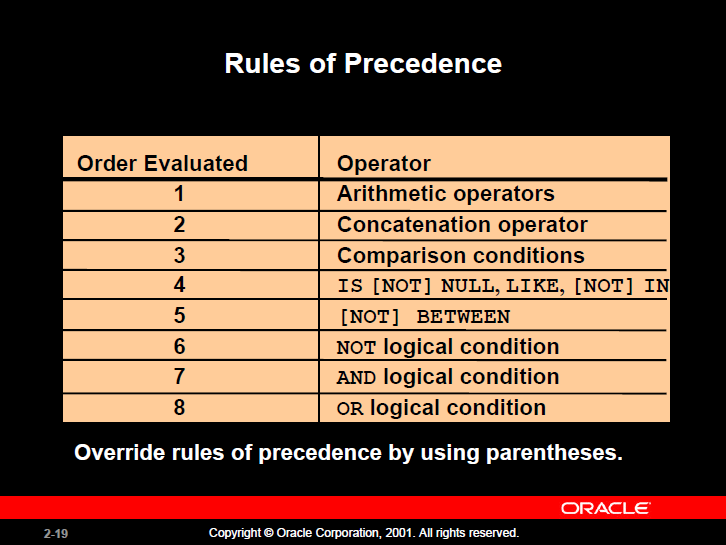 Rules of Precedence
Order Evaluated Operator
1 Arithmetic operators
2 Concatenation operator
3 Comparison conditions
4 IS [NOT] NULL, LIKE, [NOT] IN
5 [NOT] BETWEEN
6 NOT logical condition
7 AND logical condition
8 OR logical condition
Override rules of precedence by using parentheses.
ORACLE
2-19 Copyright © Oracle Corporation, 2001. All rights reserved.